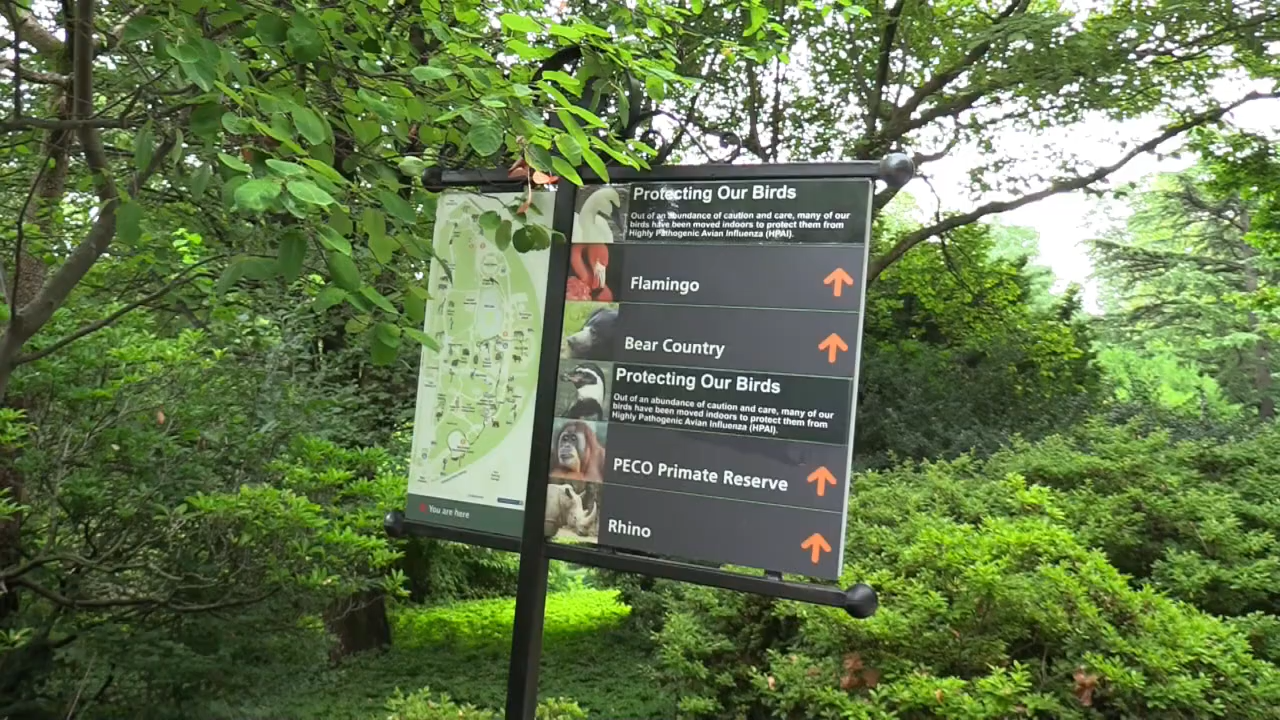 Protecting Our Birds
Out of an abundance of caution and care, many of our
birds have been moved indoors to protect them from
Highly Pathogenic Avian Influenza (HPAI).
Flamingo
Bear Country
Protecting Our Birds
Out of an abundance of caution and care, many of our
birds have been moved indoors to protect them from
Highly Pathogenic Avian Influenza (HPAI).
PECO Primate Reserve
Rhino
You are here